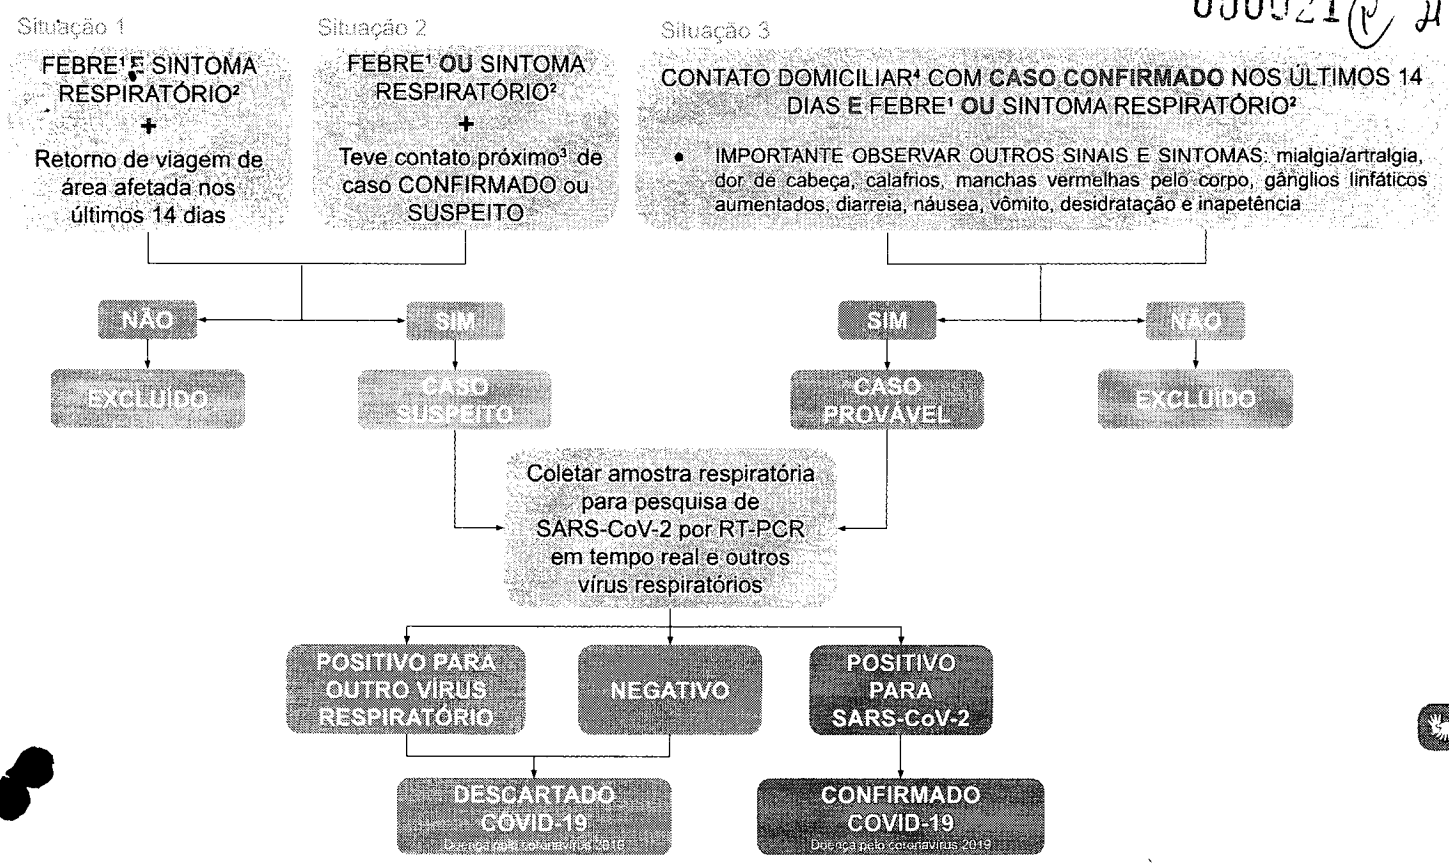 Situação 1
FEBRE¹ E SINTOMA
RESPIRATÓRIO²
+
Retorno de viagem de
área afetada nos
últimos 14 dias
Situação 2
FEBRE¹ OU SINTOMA
RESPIRATÓRIO²
+
Teve contato próximo³ de
caso CONFIRMADO ou
SUSPEITO
Situação 3
CONTATO DOMICILIAR⁴ COM CASO CONFIRMADO NOS ÚLTIMOS 14
DIAS E FEBRE¹ OU SINTOMA RESPIRATÓRIO²
• IMPORTANTE OBSERVAR OUTROS SINAIS E SINTOMAS: mialgia/artralgia,
dor de cabeça, calafrios, manchas vermelhas pelo corpo, gânglios linfáticos
aumentados, diarreia, náusea, vômito, desidratação e inapetência
NÃO
SIM
SIM
NÃO
EXCLUÍDO
CASO
SUSPEITO
CASO
PROVÁVEL
EXCLUÍDO
Coletar amostra respiratória
para pesquisa de
SARS-CoV-2 por RT-PCR
em tempo real e outros
vírus respiratórios
POSITIVO PARA
OUTRO VÍRUS
RESPIRATÓRIO
NEGATIVO
POSITIVO
PARA
SARS-CoV-2
DESCARTADO
COVID-19
Doença pelo coronavírus 2019
CONFIRMADO
COVID-19
Doença pelo coronavírus 2019